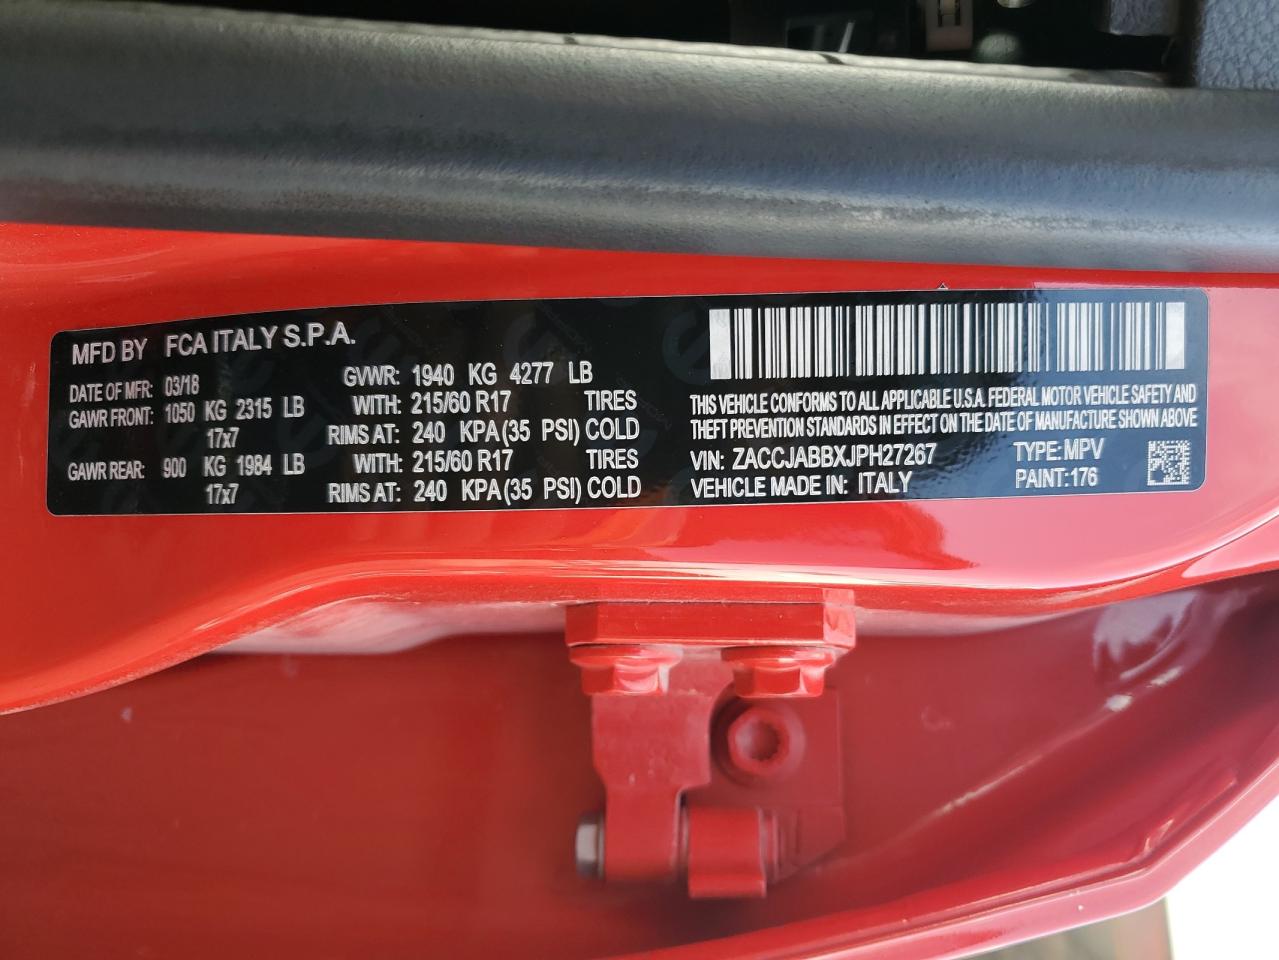 MFD BY FCA ITALY S.P.A.
DATE OF MFR: 03/18 GVWR: 1940 KG 4277 LB
GAWR FRONT: 1050 KG 2315 LB WITH: 215/60 R17 TIRES
17x7 RIMS AT: 240 KPA(35 PSI) COLD
GAWR REAR: 900 KG 1984 LB WITH: 215/60 R17 TIRES
17x7 RIMS AT: 240 KPA(35 PSI) COLD
THIS VEHICLE CONFORMS TO ALL APPLICABLE U.S.A. FEDERAL MOTOR VEHICLE SAFETY AND
THEFT PREVENTION STANDARDS IN EFFECT ON THE DATE OF MANUFACTURE SHOWN ABOVE
VIN: ZACCJABBXJPH27267 TYPE: MPV
VEHICLE MADE IN: ITALY PAINT:176